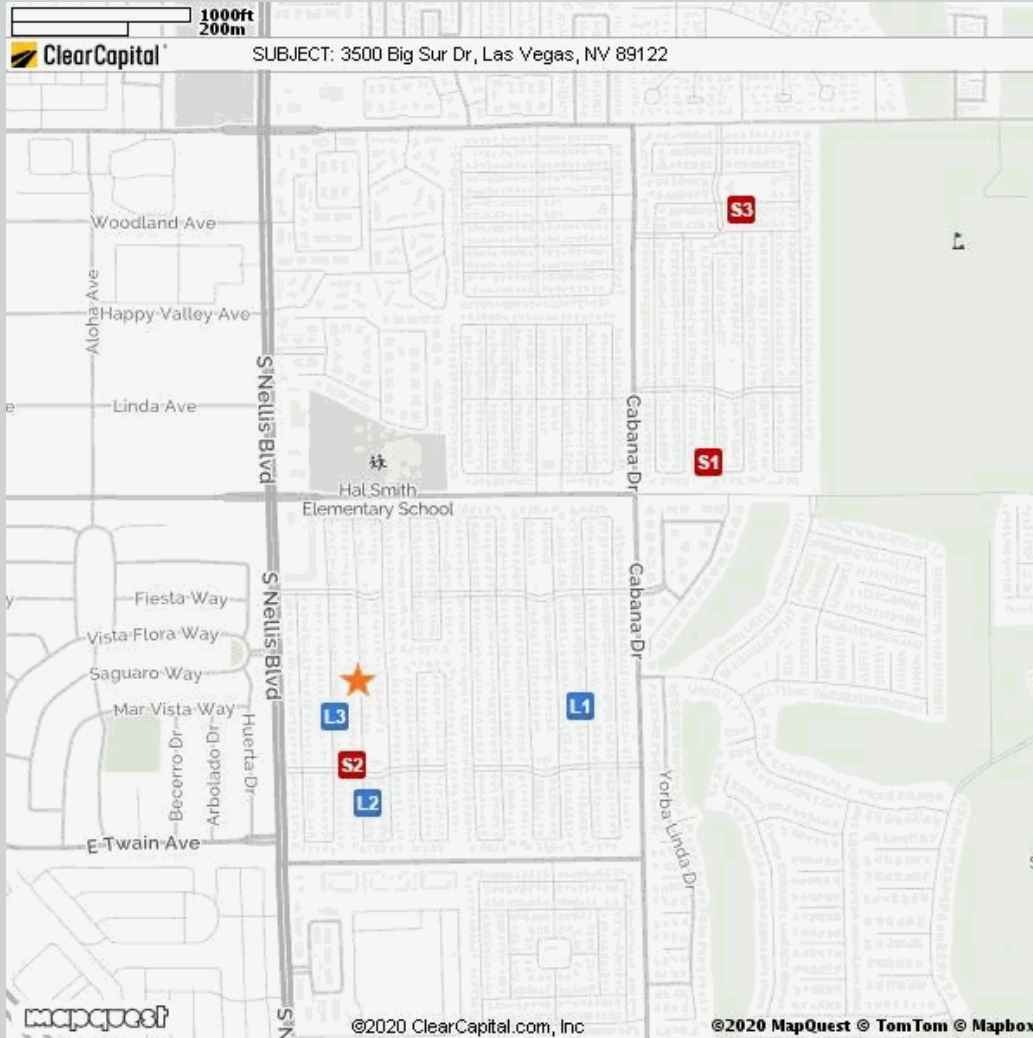 1000ft
200m
ClearCapital
SUBJECT: 3500 Big Sur Dr, Las Vegas, NV 89122
S3
Woodland Ave
Aloha Ave
Happy Valley Ave
S Nellis Blvd
Linda Ave
Cabana Dr
S1
Hal Smith
Elementary School
Cabana Dr
S Nellis Blvd
Fiesta Way
Vista Flora Way
Saguaro Way
Mar Vista Way
L3
L1
Becerro Dr
Arbolado Dr
Huerta Dr
S2
L2
Yorba Linda Dr
E Twain Ave
S N
mapquest
©2020 ClearCapital.com, Inc
©2020 MapQuest © TomTom © Mapbox